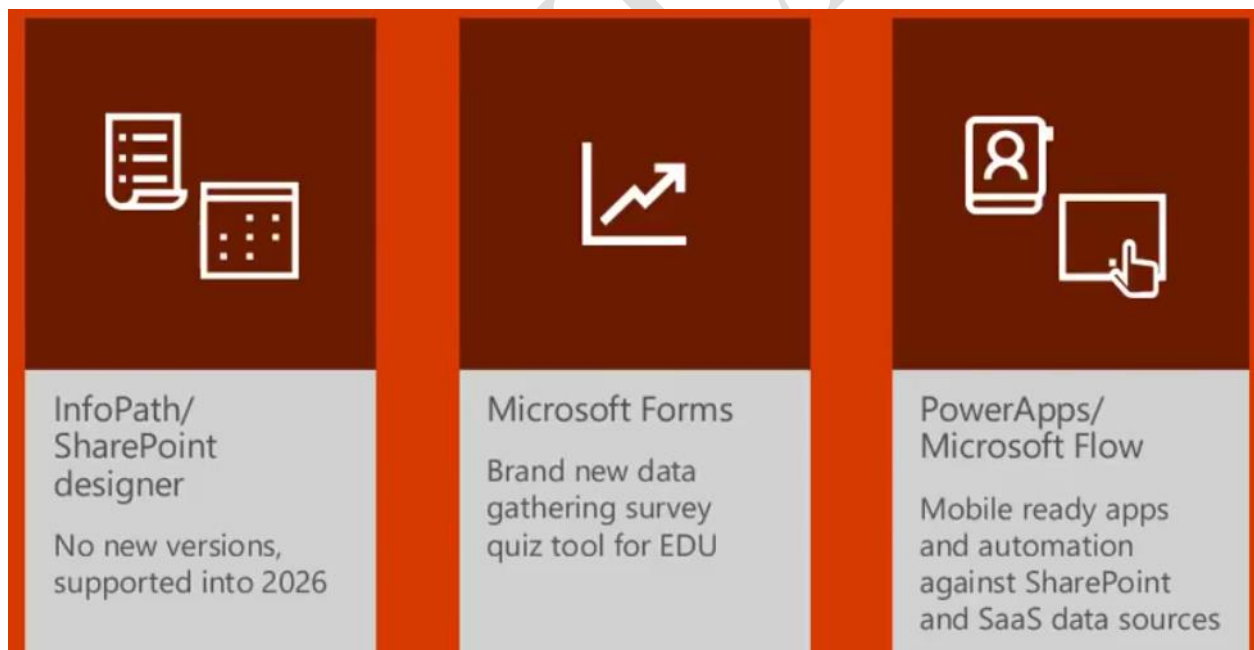 InfoPath/
SharePoint
designer
No new versions,
supported into 2026
Microsoft Forms
Brand new data
gathering survey
quiz tool for EDU
PowerApps/
Microsoft Flow
Mobile ready apps
and automation
against SharePoint
and SaaS data sources